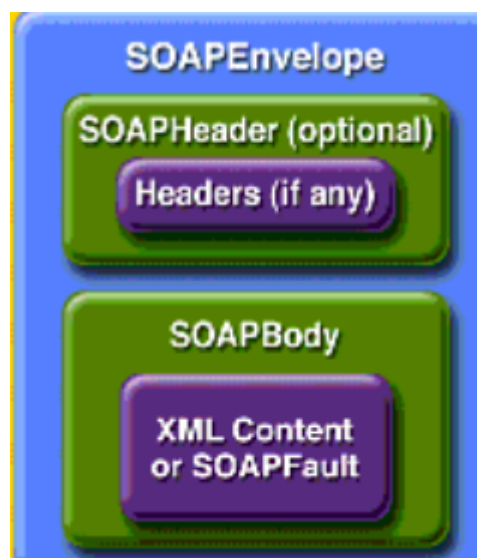 SOAPEnvelope
SOAPHeader (optional)
Headers (if any)
SOAPBody
XML Content
or SOAPFault